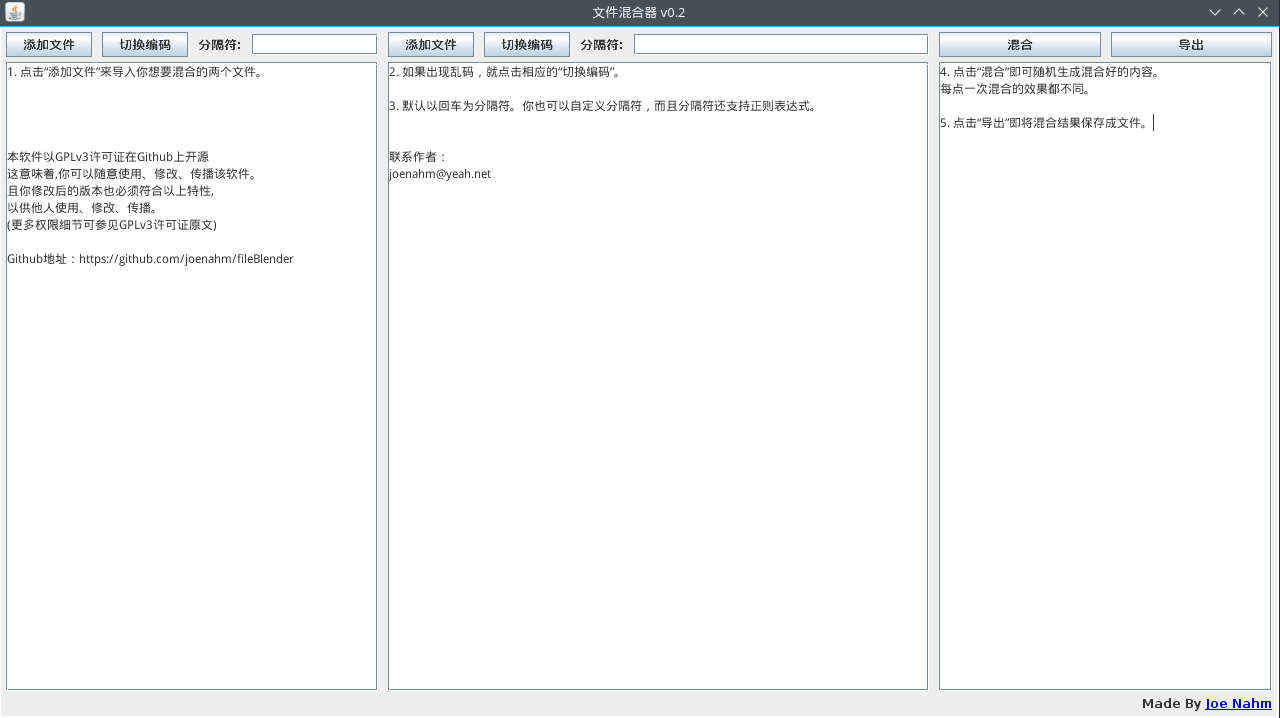 文件混合器 v0.2
添加文件 切换编码 分隔符:
添加文件 切换编码 分隔符:
混合 导出
1. 点击“添加文件”来导入你想要混合的两个文件。
本软件以GPLv3许可证在Github上开源
这意味着,你可以随意使用、修改、传播该软件。
且你修改后的版本也必须符合以上特性,
以供他人使用、修改、传播。
(更多权限细节可参见GPLv3许可证原文)
Github地址：https://github.com/joenahm/fileBlender
2. 如果出现乱码，就点击相应的“切换编码”。
3. 默认以回车为分隔符。你也可以自定义分隔符，而且分隔符还支持正则表达式。
联系作者：
joenahm@yeah.net
4. 点击“混合”即可随机生成混合好的内容。
每点一次混合的效果都不同。
5. 点击“导出”即将混合结果保存成文件。
Made By Joe Nahm